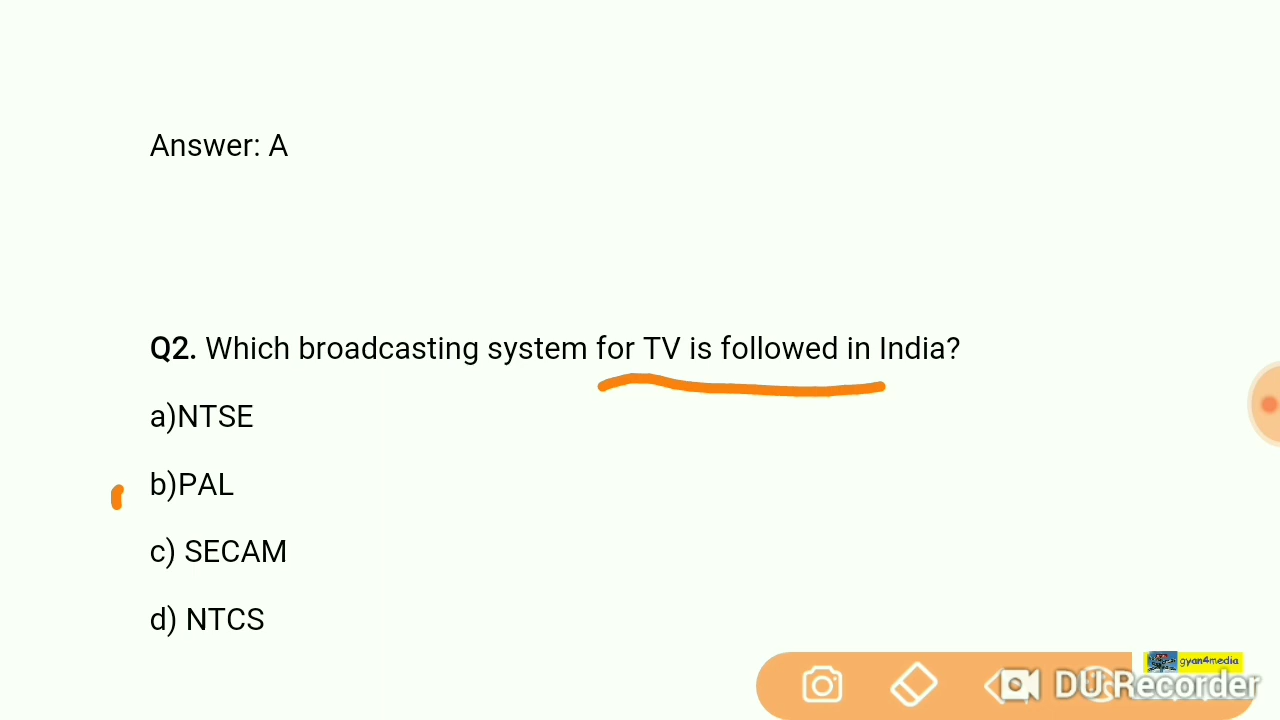 Answer: A
Q2. Which broadcasting system for TV is followed in India?
a)NTSE
b)PAL
c) SECAM
d) NTCS
gyan4media
DU Recorder